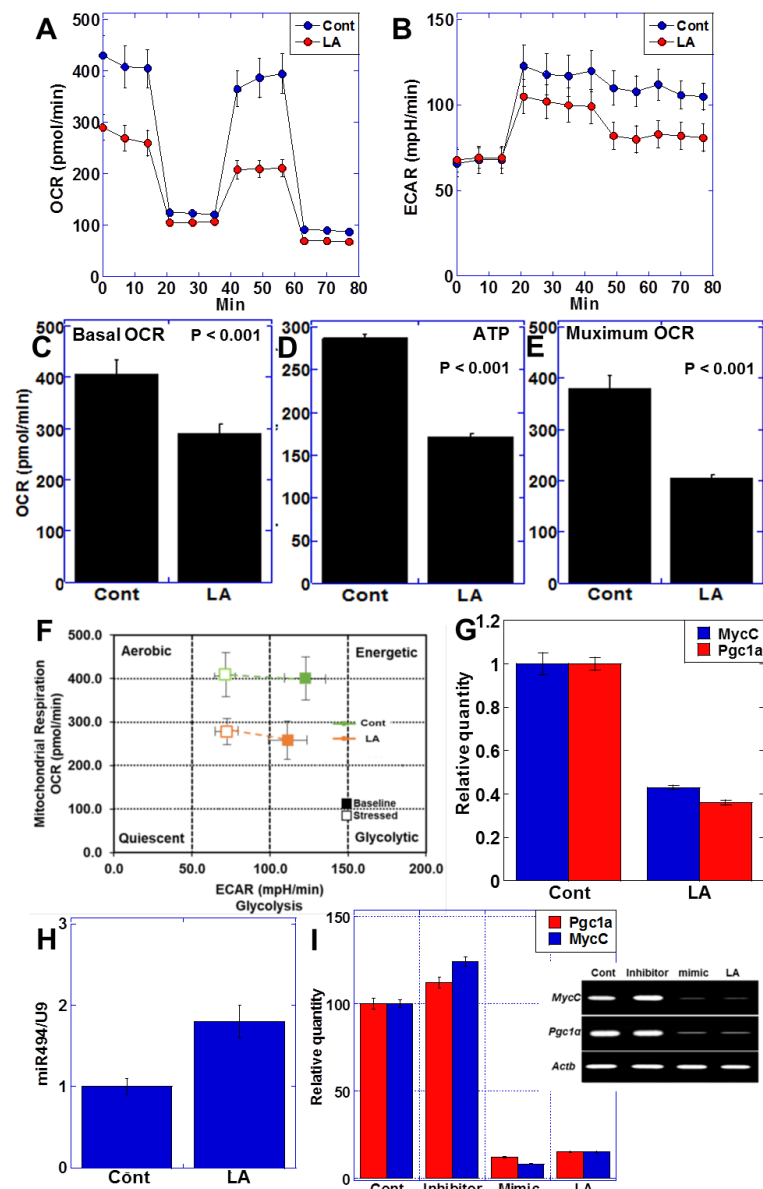 A
500
400
300
200
100
0
OCR (pmol/min)
Cont
LA
0 10 20 30 40 50 60 70 80
Min
B
150
100
50
0
ECAR (mpH/min)
Cont
LA
0 10 20 30 40 50 60 70 80
Min
C
Basal OCR
P < 0.001
500
400
300
200
100
0
OCR (pmol/min)
Cont LA
D
ATP
P < 0.001
300
250
200
150
100
50
0
Cont LA
E
Muximum OCR
P < 0.001
500
400
300
200
100
0
Cont LA
F
500.0
400.0
300.0
200.0
100.0
0.0
Mitochondrial Respiration
OCR (pmol/min)
Aerobic
Energetic
Cont
LA
Baseline
Stressed
Quiescent
Glycolytic
0.0 50.0 100.0 150.0 200.0
ECAR (mpH/min)
Glycolysis
G
1.2
1
0.8
0.6
0.4
0.2
0
Relative quantity
MycC
Pgc1a
Cont LA
H
3
2
1
0
miR494/U9
Cont LA
I
150
100
50
0
Relative quantity
Pgc1a
MycC
Cont Inhibitor Mimic LA
Cont Inhibitor mimic LA
MycC
Pgc1α
Actb